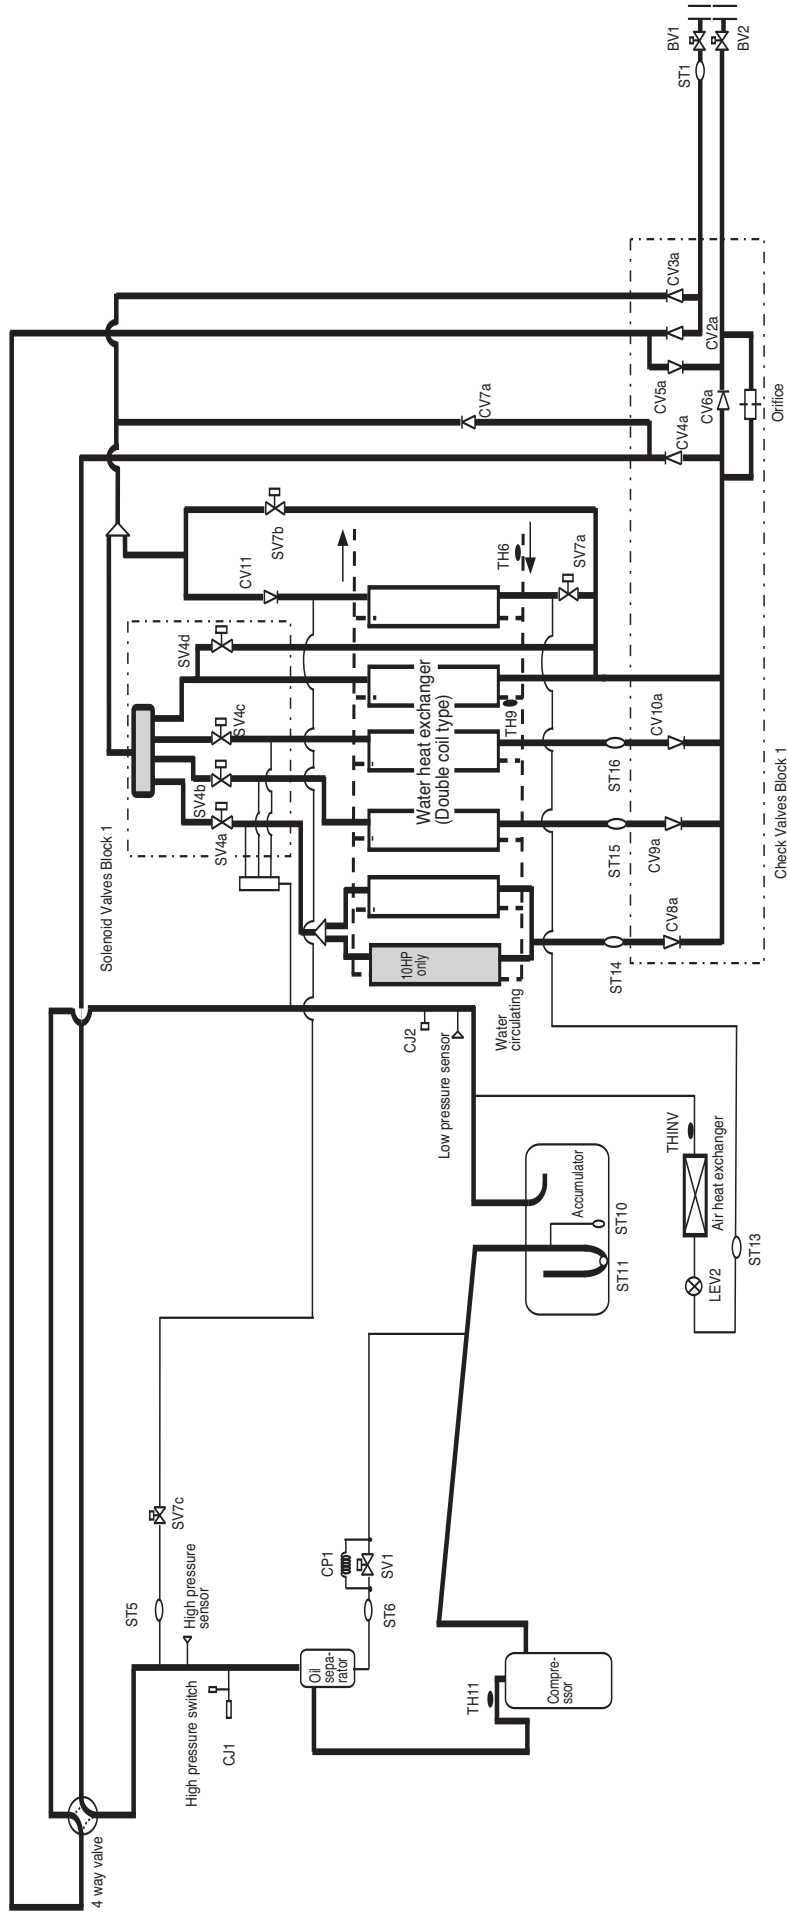 4 way valve
High pressure switch
CJ1
High pressure
sensor
ST5
SV7c
Oil
sepa-
rator
ST6
CP1
SV1
TH11
Compre-
ssor
Accumulator
ST11
ST10
LEV2
Air heat exchanger
THINV
ST13
Low pressure sensor
CJ2
Water
circulating
10HP
only
Water heat exchanger
(Double coil type)
TH9
TH6
Solenoid Valves Block 1
SV4a
SV4b
SV4c
SV4d
CV11
SV7b
SV7a
ST14
ST15
ST16
CV8a
CV9a
CV10a
CV7a
CV4a
CV6a
CV5a
CV2a
CV3a
Orifice
Check Valves Block 1
ST1
BV1
BV2